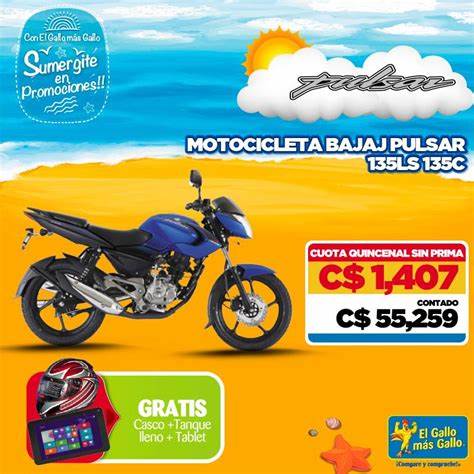 Con El Gallo más Gallo
Sumergite
en
Promociones!!
pulsar
MOTOCICLETA BAJAJ PULSAR
135LS 135C
CUOTA QUINCENAL SIN PRIMA
C$ 1,407
CONTADO
C$ 55,259
GRATIS
Casco +Tanque
lleno + Tablet
El Gallo
más Gallo
¡Compare y compruebe!